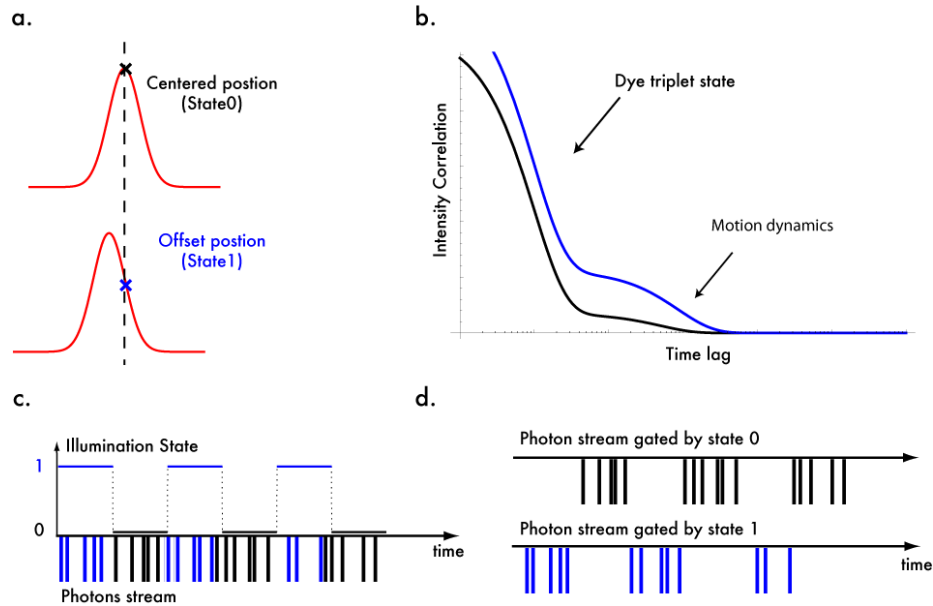 a.
Centered postion
(State0)
Offset postion
(State1)
b.
Intensity Correlation
Dye triplet state
Motion dynamics
Time lag
c.
Illumination State
1
0
time
Photons stream
d.
Photon stream gated by state 0
Photon stream gated by state 1
time